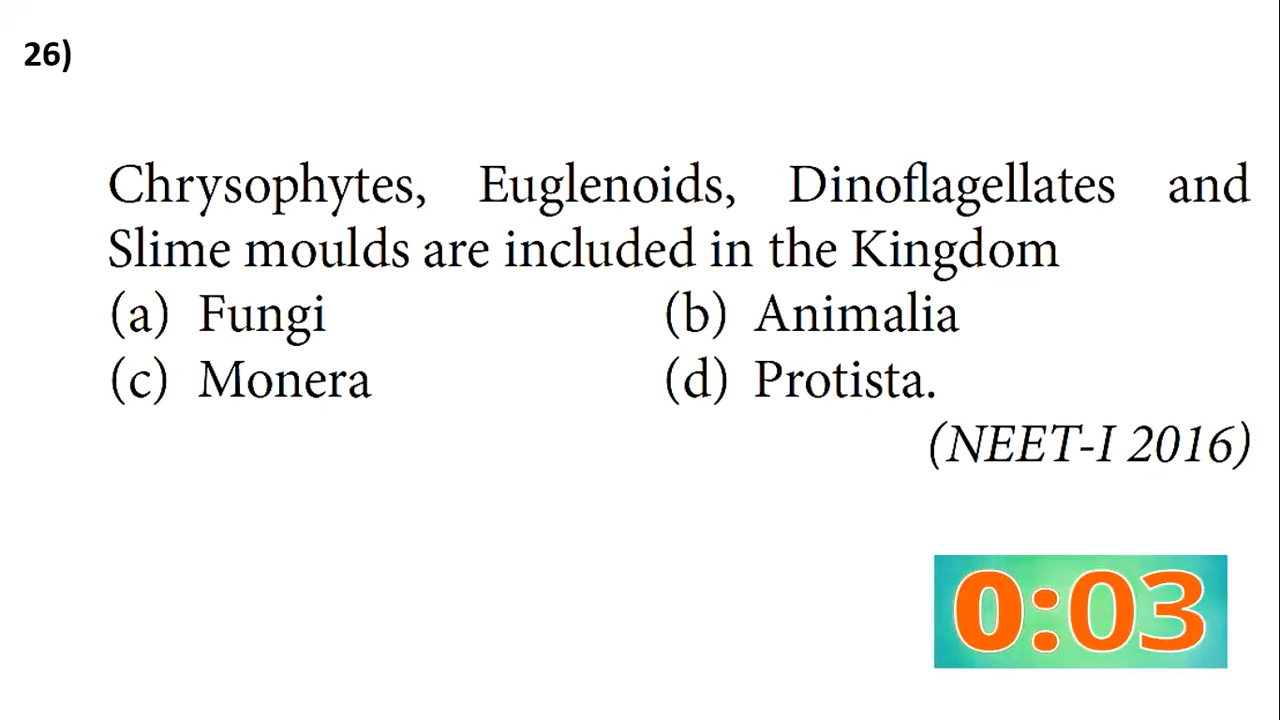 26)
Chrysophytes, Euglenoids, Dinoflagellates and
Slime moulds are included in the Kingdom
(a) Fungi (b) Animalia
(c) Monera (d) Protista.
(NEET-I 2016)
0:03